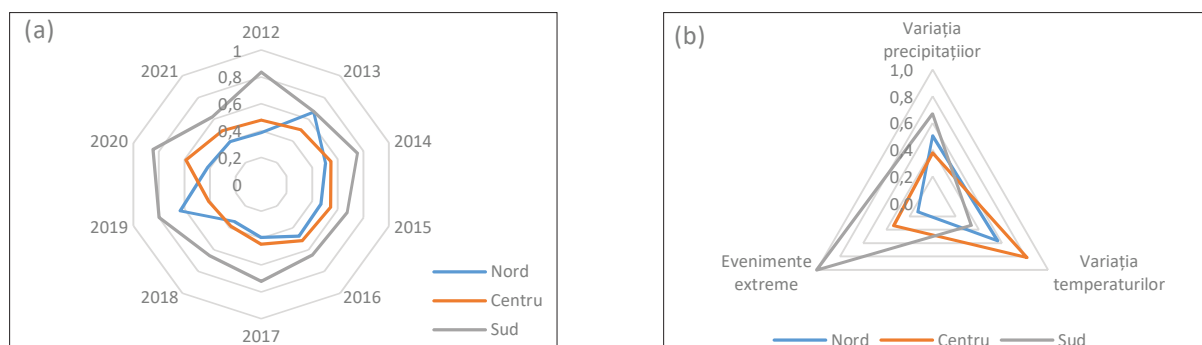 (a)
2012
2013
2014
2015
2016
2017
2018
2019
2020
2021
1
0,8
0,6
0,4
0,2
0
Nord
Centru
Sud
(b)
Variația
precipitațiior
1,0
0,8
0,6
0,4
0,2
0,0
Evenimente
extreme
Variația
temperaturilor
Nord Centru Sud